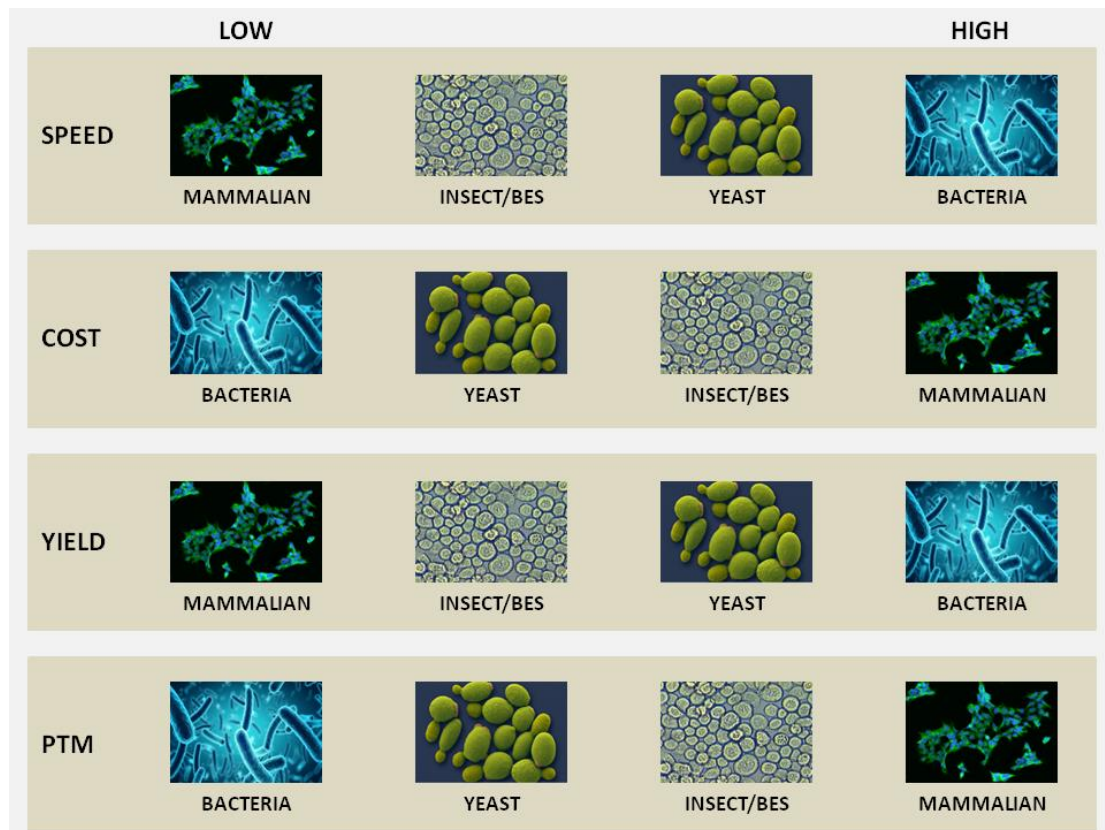 LOW HIGH
SPEED
MAMMALIAN INSECT/BES YEAST BACTERIA
COST
BACTERIA YEAST INSECT/BES MAMMALIAN
YIELD
MAMMALIAN INSECT/BES YEAST BACTERIA
PTM
BACTERIA YEAST INSECT/BES MAMMALIAN